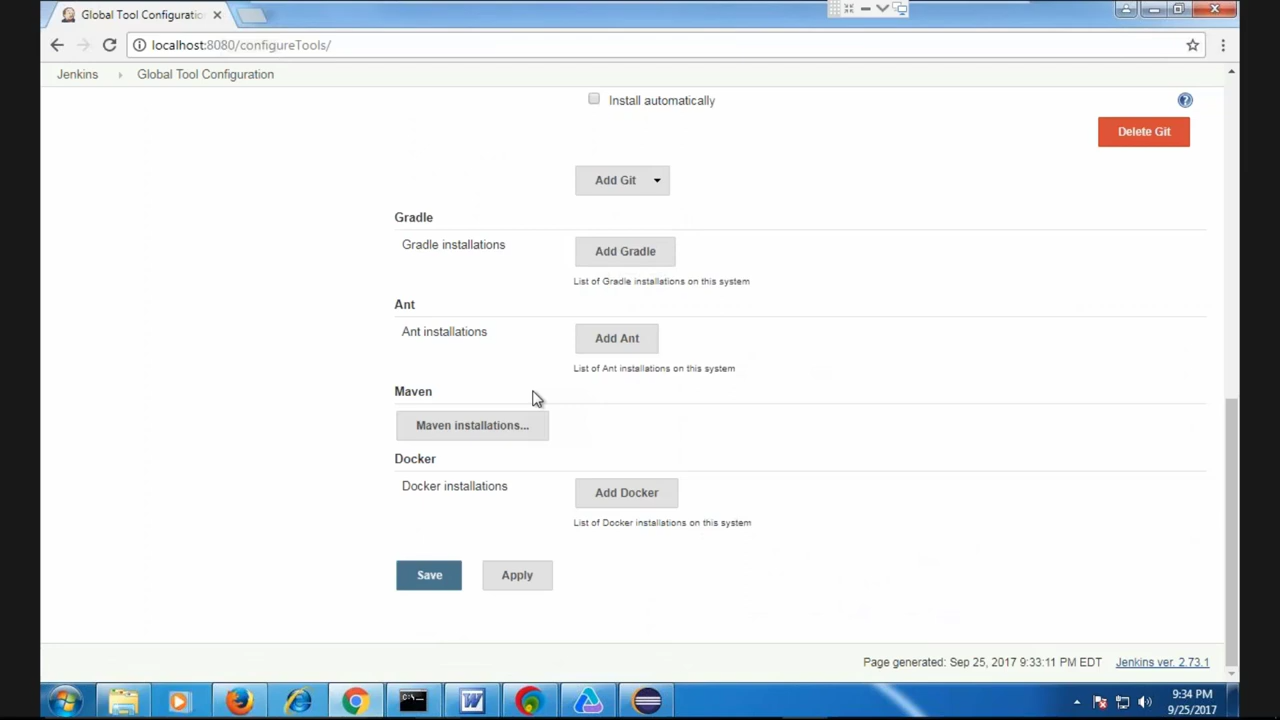 Global Tool Configuratio
localhost:8080/configureTools/
Jenkins Global Tool Configuration
Install automatically
Delete Git
Add Git
Gradle
Gradle installations
Add Gradle
List of Gradle installations on this system
Ant
Ant installations
Add Ant
List of Ant installations on this system
Maven
Maven installations...
Docker
Docker installations
Add Docker
List of Docker installations on this system
Save Apply
Page generated: Sep 25, 2017 9:33:11 PM EDT Jenkins ver. 2.73.1
9:34 PM
9/25/2017